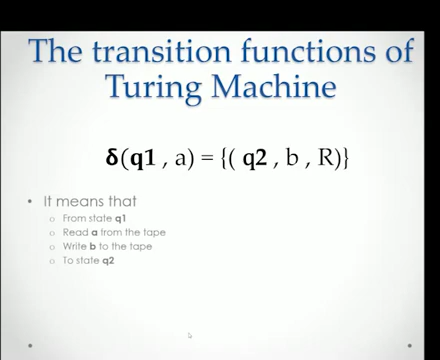 The transition functions of
Turing Machine
δ(q1 , a) = {( q2 , b , R)}
• It means that
o From state q1
o Read a from the tape
o Write b to the tape
o To state q2